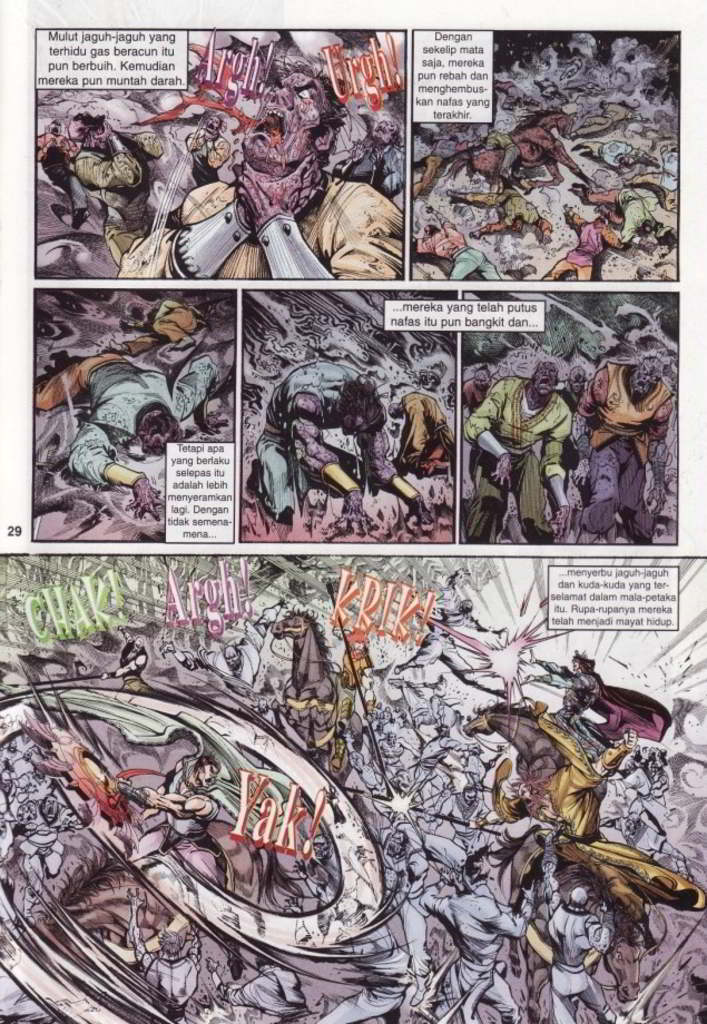 Mulut jaguh-jaguh yang
terhidu gas beracun itu
pun berbuih. Kemudian
mereka pun muntah darah.
Argh!
Urgh!
Dengan
sekelip mata
saja, mereka
pun rebah dan
menghembus-
kan nafas yang
terakhir.
Tetapi apa
yang berlaku
selepas itu
adalah lebih
menyeramkan
lagi. Dengan
tidak semena-
mena...
...mereka yang telah putus
nafas itu pun bangkit dan...
29
CHAK!
Argh!
KRIK!
...menyerbu jaguh-jaguh
dan kuda-kuda yang ter-
selamat dalam mala-petaka
itu. Rupa-rupanya mereka
telah menjadi mayat hidup.
Yak!